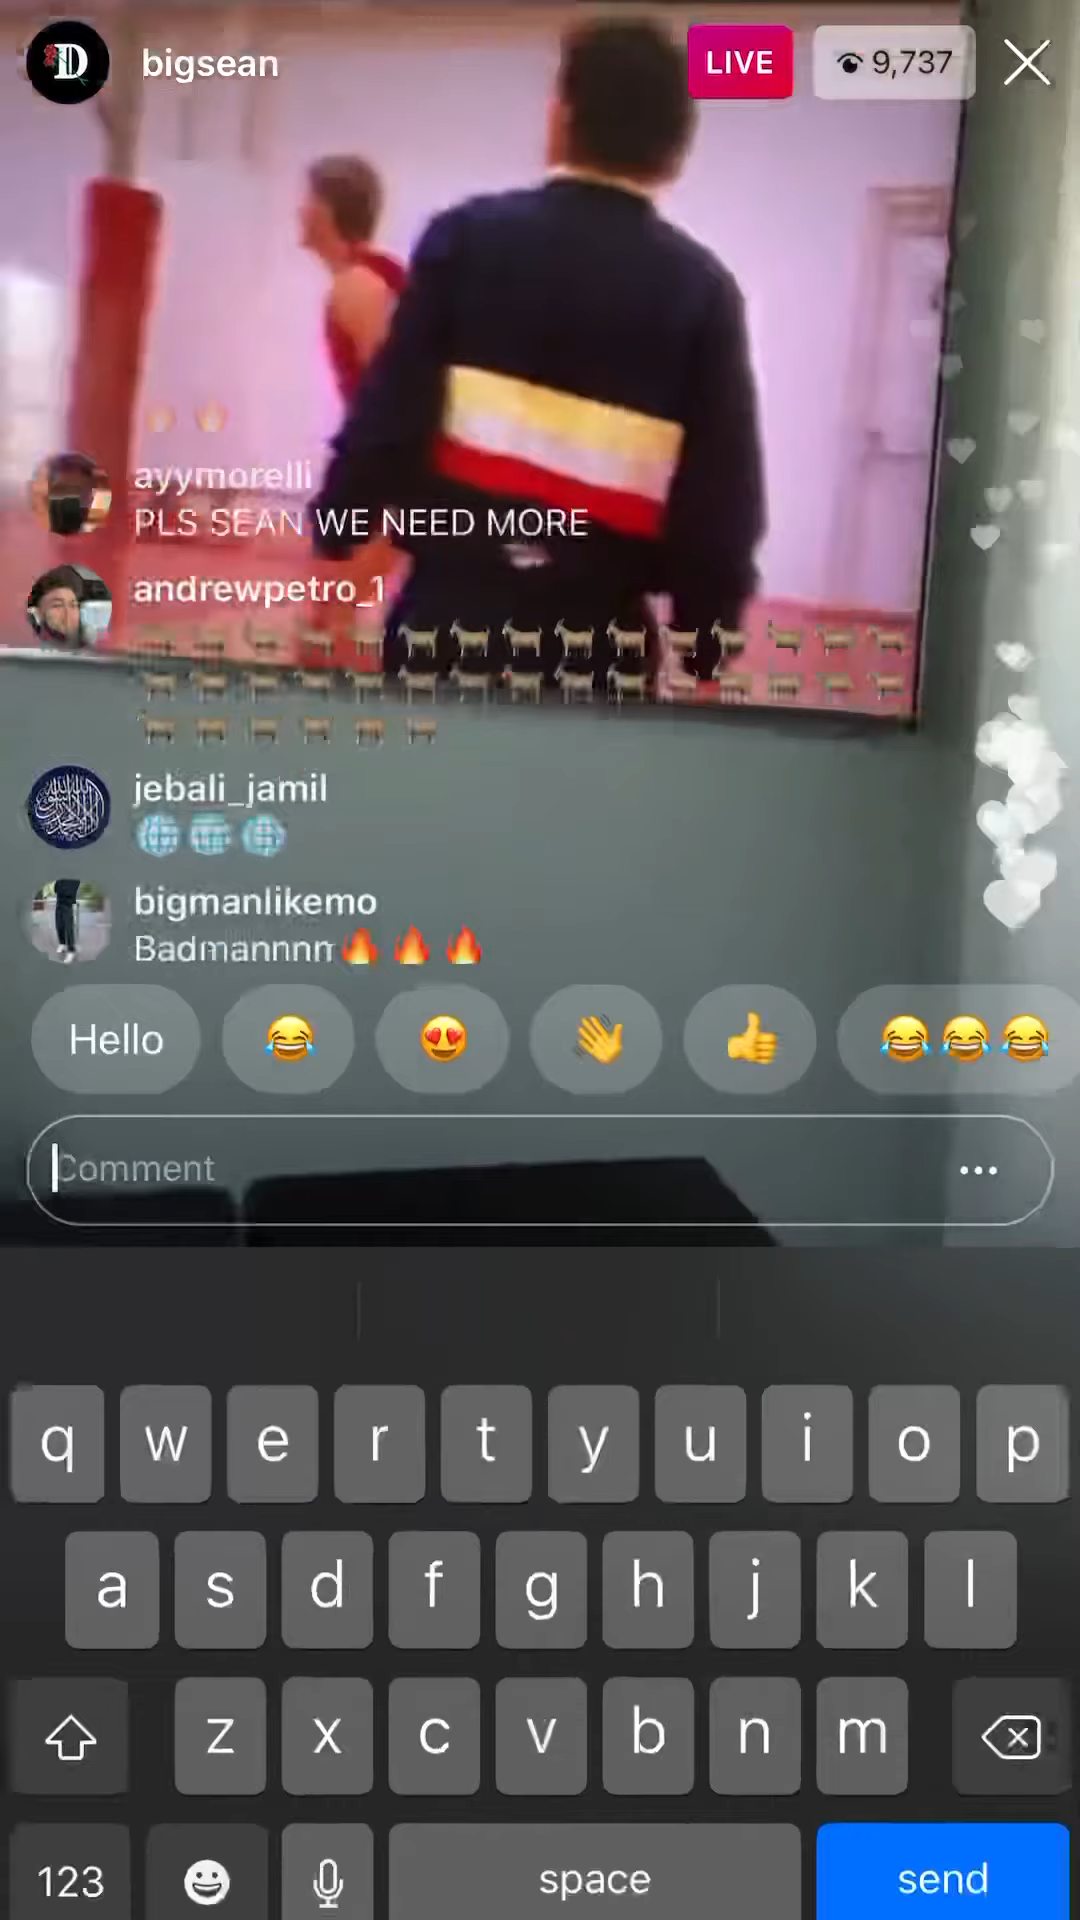 D
bigsean
LIVE
9,737
ayymorelli
PLS SEAN WE NEED MORE
andrewpetro_1
jebali_jamil
bigmanlikemo
Badmannnn
Hello
Comment
q w e r t y u i o p
a s d f g h j k l
z x c v b n m
123 space send